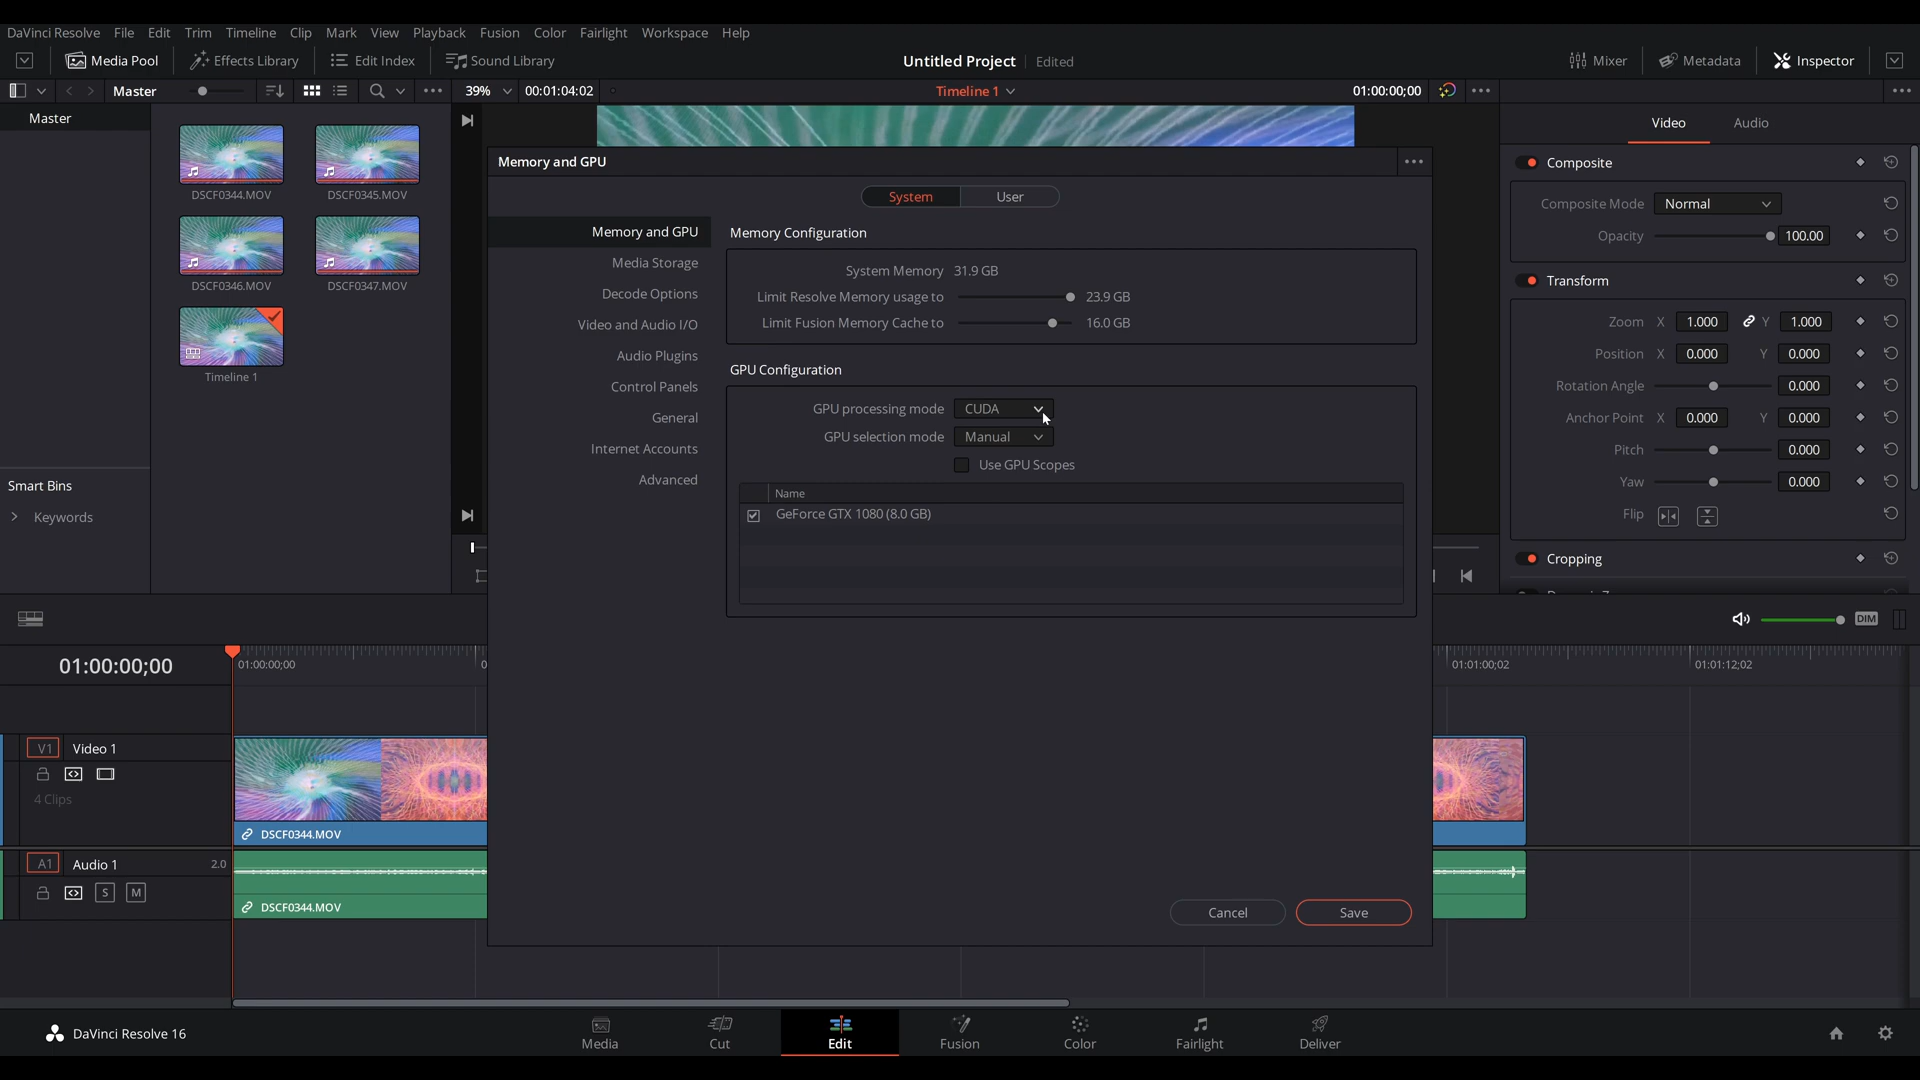 DaVinci Resolve File Edit Trim Timeline Clip Mark View Playback Fusion Color Fairlight Workspace Help
Media Pool Effects Library Edit Index Sound Library Untitled Project Edited Mixer Metadata Inspector
Master 39% 00:01:04:02 Timeline 1 01:00:00;00
Master
DSCF0344.MOV DSCF0345.MOV
DSCF0346.MOV DSCF0347.MOV
Timeline 1
Smart Bins
Keywords
Memory and GPU
System User
Memory and GPU
Media Storage
Decode Options
Video and Audio I/O
Audio Plugins
Control Panels
General
Internet Accounts
Advanced
Memory Configuration
System Memory 31.9 GB
Limit Resolve Memory usage to 23.9 GB
Limit Fusion Memory Cache to 16.0 GB
GPU Configuration
GPU processing mode CUDA
GPU selection mode Manual
Use GPU Scopes
Name
GeForce GTX 1080 (8.0 GB)
Cancel Save
Video Audio
Composite
Composite Mode Normal
Opacity 100.00
Transform
Zoom X 1.000 Y 1.000
Position X 0.000 Y 0.000
Rotation Angle 0.000
Anchor Point X 0.000 Y 0.000
Pitch 0.000
Yaw 0.000
Flip
Cropping
DIM
01:00:00;00 01:00:00;00 01:01:00;02 01:01:12;02
V1 Video 1
4 Clips
DSCF0344.MOV
A1 Audio 1 2.0
S M
DSCF0344.MOV
DaVinci Resolve 16 Media Cut Edit Fusion Color Fairlight Deliver